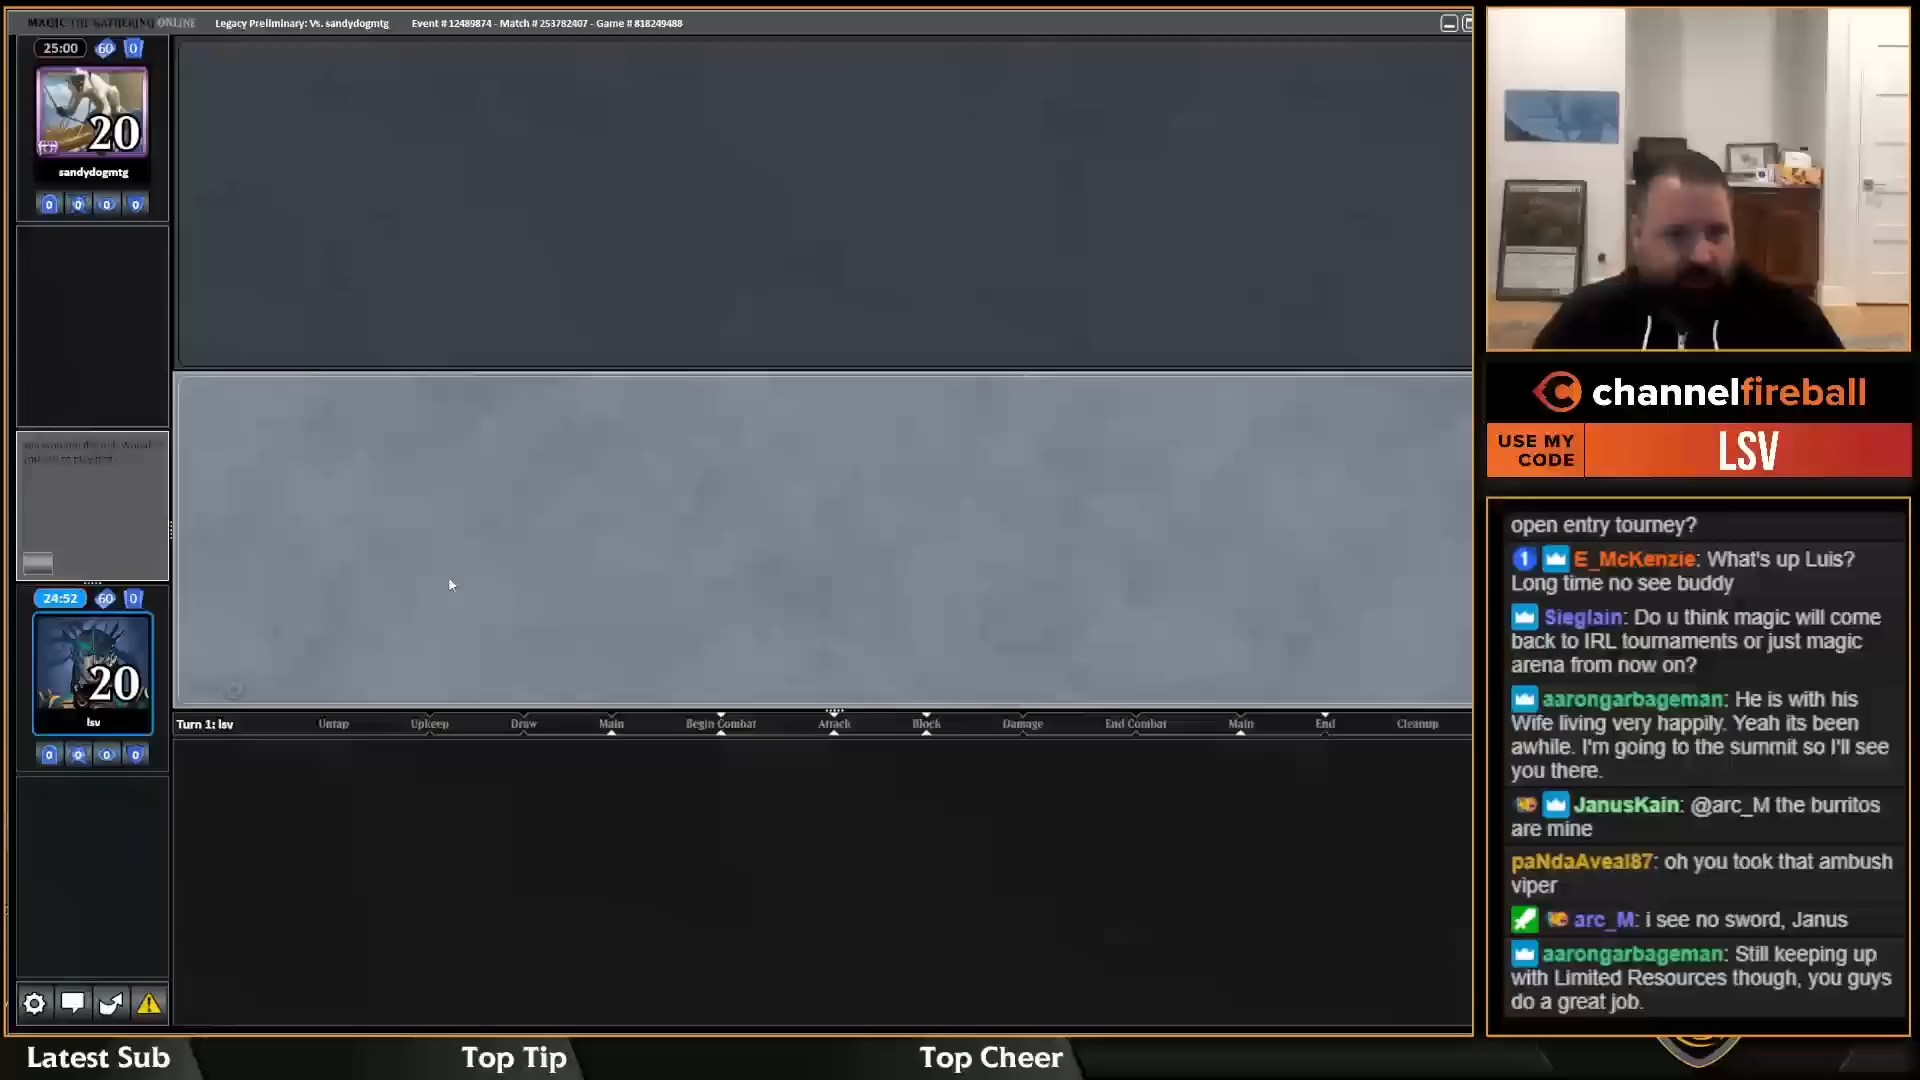 MAGIC THE GATHERING ONLINE Legacy Preliminary: Vs. sandydogmtg Event # 12489874 - Match # 253782407 - Game # 818249488
25:00 60 0
20
sandydogmtg
0 0 0 0
24:52 60 0
20
lsv
0 0 0 0
Turn 1: lsv Untap Upkeep Draw Main Begin Combat Attack Block Damage End Combat Main End Cleanup
channelfireball
USE MY
CODE
LSV
open entry tourney?
1 E_McKenzie: What's up Luis?
Long time no see buddy
Sieglain: Do u think magic will come
back to IRL tournaments or just magic
arena from now on?
aarongarbageman: He is with his
Wife living very happily. Yeah its been
awhile. I'm going to the summit so I'll see
you there.
JanusKain: @arc_M the burritos
are mine
paNdaAveal87: oh you took that ambush
viper
arc_M: i see no sword, Janus
aarongarbageman: Still keeping up
with Limited Resources though, you guys
do a great job.
Latest Sub Top Tip Top Cheer